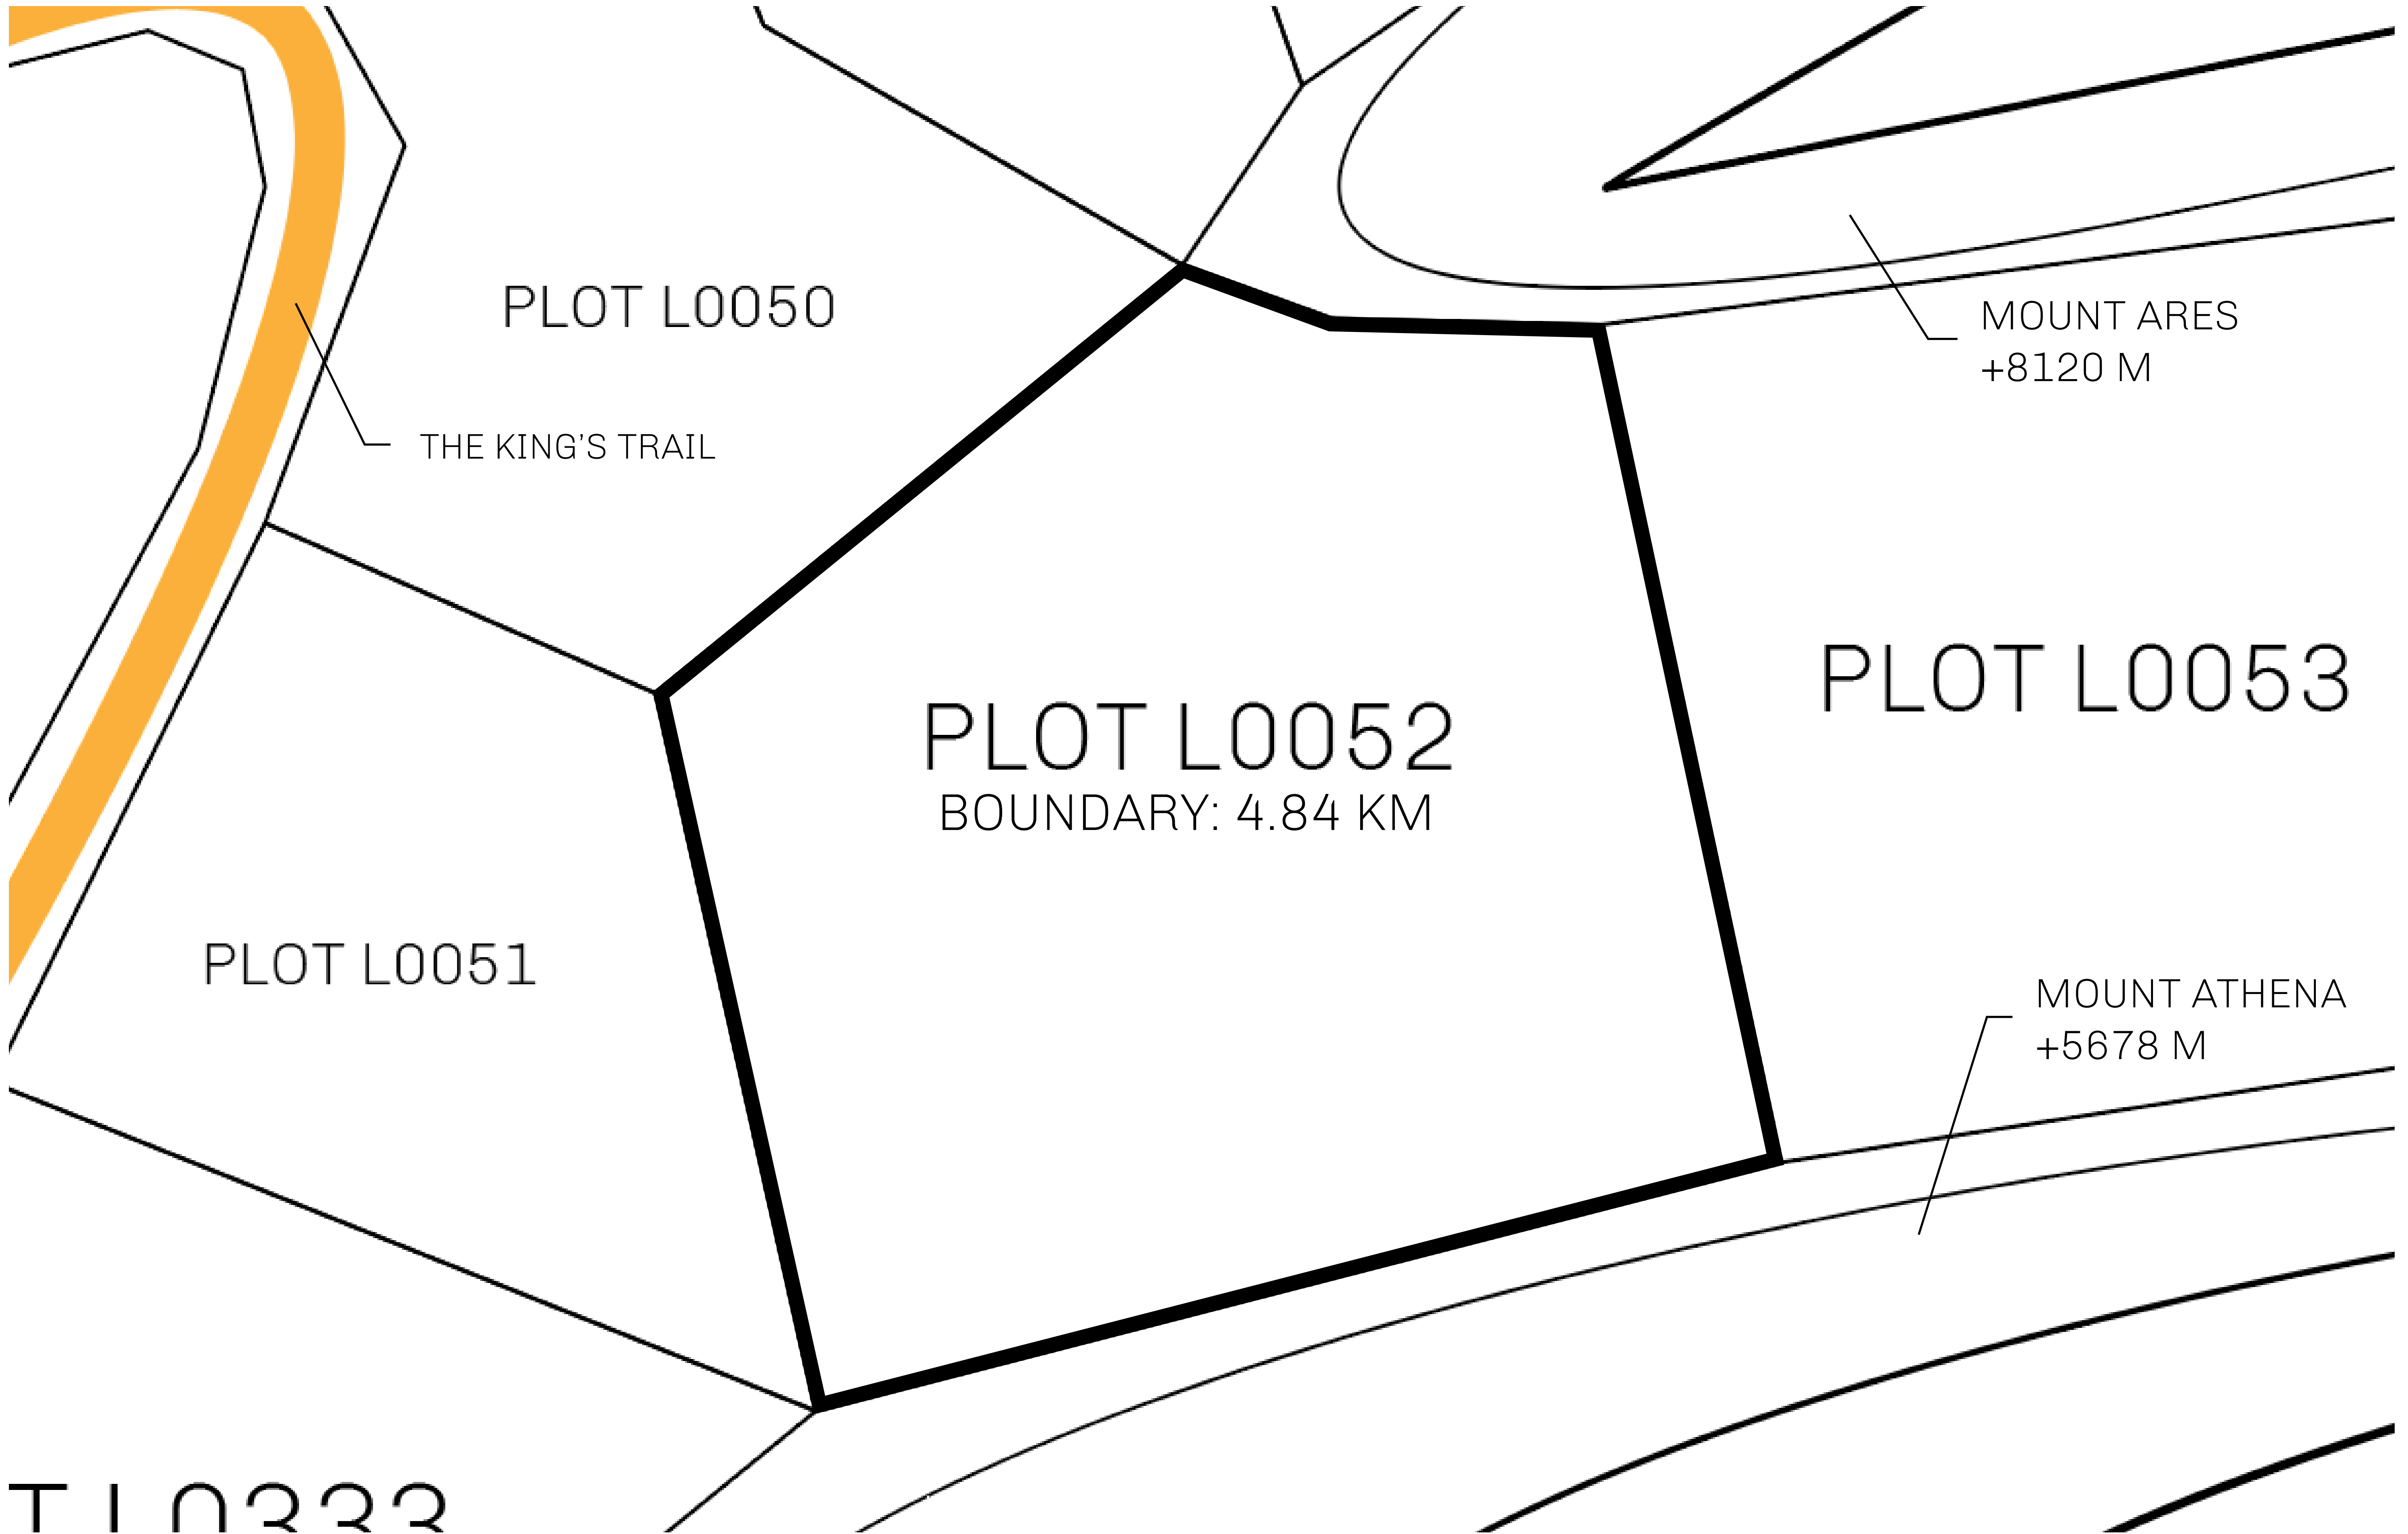 PLOT L0050
MOUNT ARES
+8120 M
THE KING'S TRAIL
PLOT L0053
PLOT L0052
BOUNDARY: 4.84 KM
PLOT L0051
MOUNT ATHENA
+5678 M
T L0333